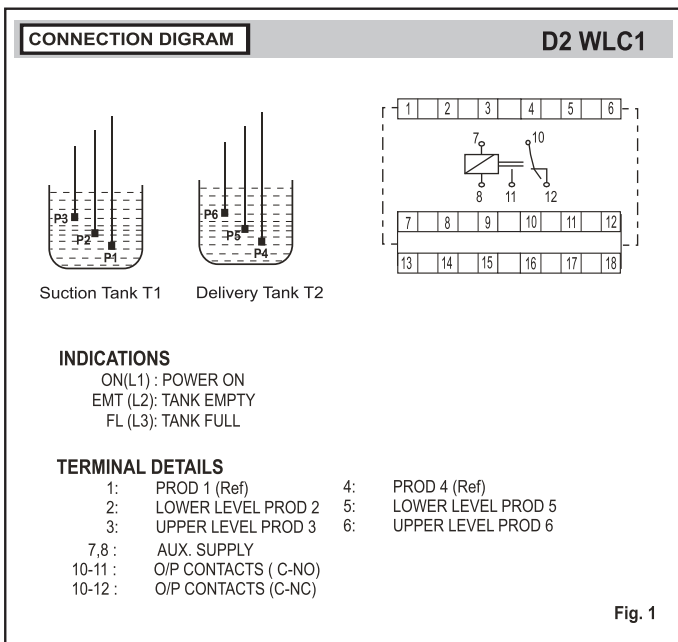 CONNECTION DIGRAM
D2 WLC1
1 2 3 4 5 6
7 10
8 11 12
P3 P2 P1
P6 P5 P4
7 8 9 10 11 12
13 14 15 16 17 18
Suction Tank T1 Delivery Tank T2
INDICATIONS
ON(L1) : POWER ON
EMT (L2): TANK EMPTY
FL (L3): TANK FULL
TERMINAL DETAILS
1: PROD 1 (Ref) 4: PROD 4 (Ref)
2: LOWER LEVEL PROD 2 5: LOWER LEVEL PROD 5
3: UPPER LEVEL PROD 3 6: UPPER LEVEL PROD 6
7,8 : AUX. SUPPLY
10-11 : O/P CONTACTS ( C-NO)
10-12 : O/P CONTACTS (C-NC)
Fig. 1